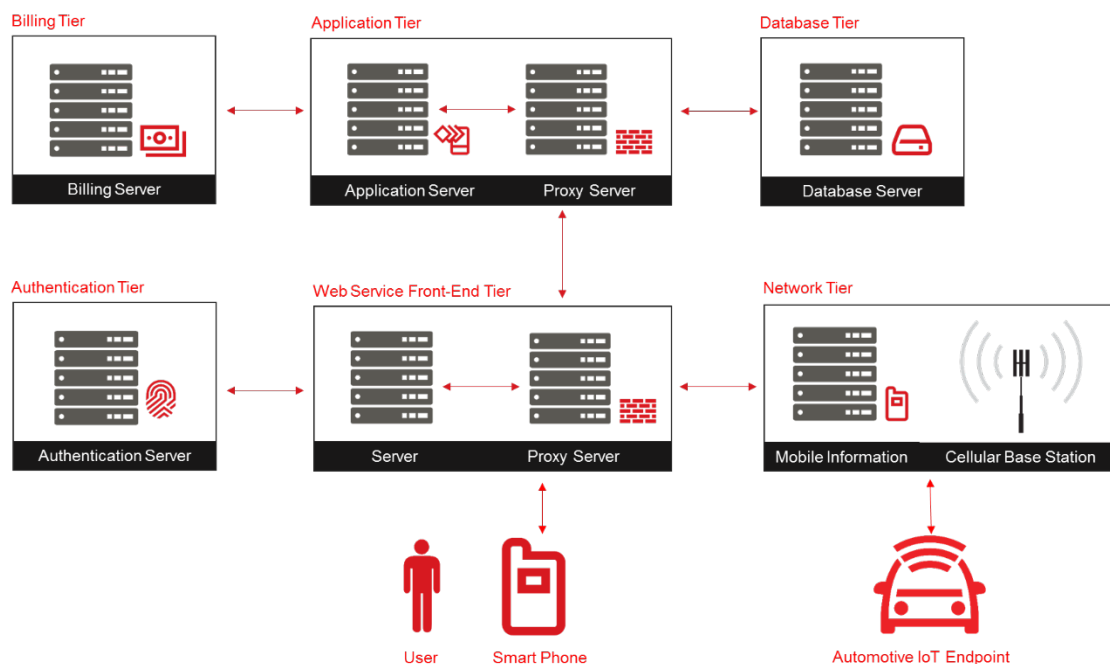 Billing Tier
Application Tier
Database Tier
Billing Server
Application Server
Proxy Server
Database Server
Authentication Tier
Web Service Front-End Tier
Network Tier
Authentication Server
Server
Proxy Server
Mobile Information
Cellular Base Station
User
Smart Phone
Automotive IoT Endpoint